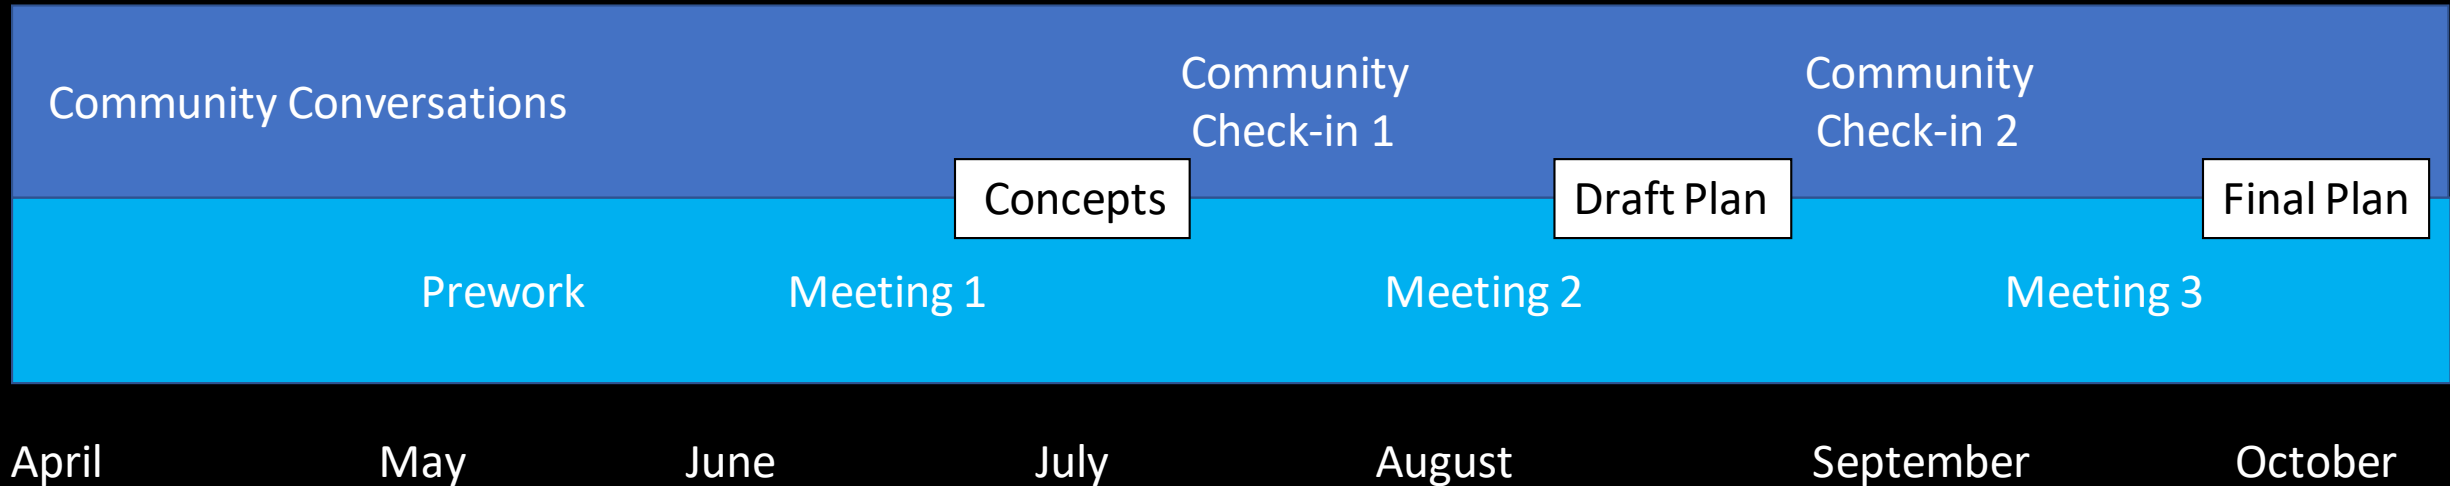 Community Conversations
Community
Check-in 1
Community
Check-in 2
Concepts
Draft Plan
Final Plan
Prework
Meeting 1
Meeting 2
Meeting 3
April
May
June
July
August
September
October